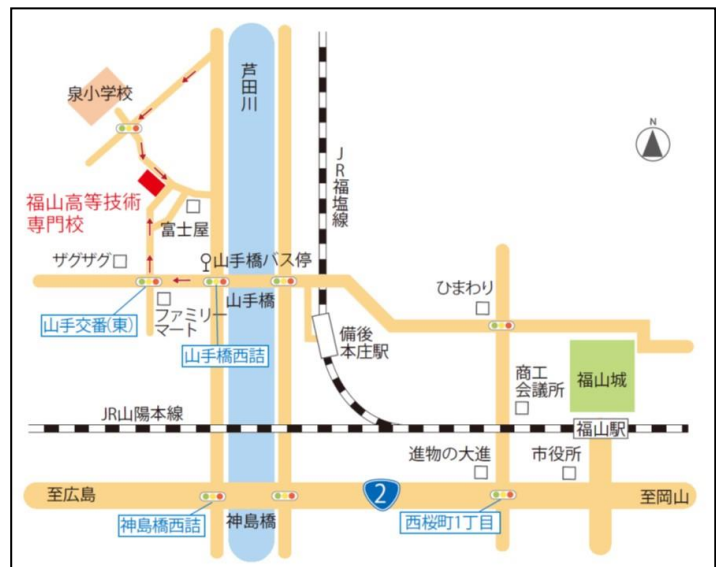 泉小学校
芦田川
N
JR福塩線
福山高等技術
専門校
富士屋
ザグザグ
山手橋バス停
ひまわり
山手橋
ファミリー
マート
山手交番(東)
山手橋西詰
備後
本庄駅
商工
会議所
福山城
JR山陽本線
福山駅
進物の大進
市役所
至広島
2
至岡山
神島橋西詰
神島橋
西桜町1丁目